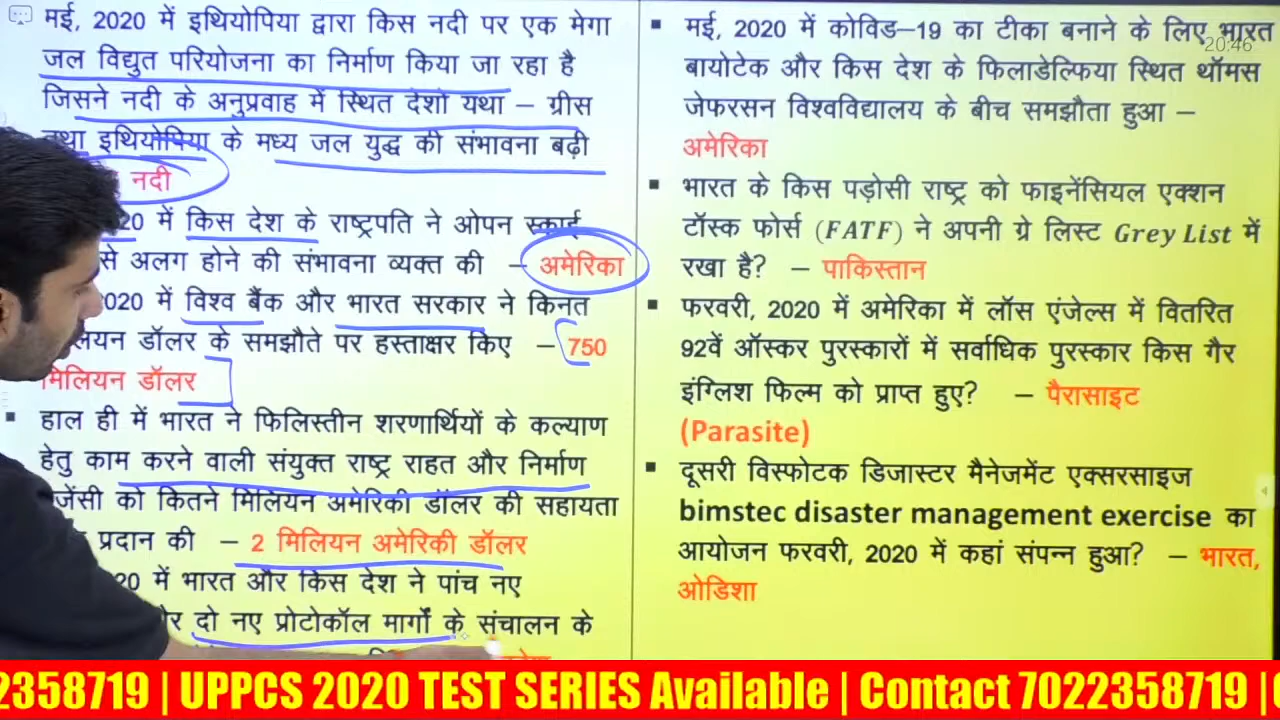 मई, 2020 में इथियोपिया द्वारा किस नदी पर एक मेगा
जल विद्युत परियोजना का निर्माण किया जा रहा है
जिसने नदी के अनुप्रवाह में स्थित देशो यथा – ग्रीस
तथा इथियोपिया के मध्य जल युद्ध की संभावना बढ़ी
नदी
20 में किस देश के राष्ट्रपति ने ओपन स्काई
से अलग होने की संभावना व्यक्त की – अमेरिका
2020 में विश्व बैंक और भारत सरकार ने किनत
लियन डॉलर के समझौते पर हस्ताक्षर किए – 750
मिलियन डॉलर
▪ हाल ही में भारत ने फिलिस्तीन शरणार्थियों के कल्याण
हेतु काम करने वाली संयुक्त राष्ट्र राहत और निर्माण
जेंसी को कितने मिलियन अमेरिकी डॉलर की सहायता
प्रदान की – 2 मिलियन अमेरिकी डॉलर
20 में भारत और किस देश ने पांच नए
दो नए प्रोटोकॉल मार्गों के संचालन के
▪ मई, 2020 में कोविड–19 का टीका बनाने के लिए भारत
20:46
बायोटेक और किस देश के फिलाडेल्फिया स्थित थॉमस
जेफरसन विश्वविद्यालय के बीच समझौता हुआ –
अमेरिका
▪ भारत के किस पड़ोसी राष्ट्र को फाइनेंसियल एक्शन
टॉस्क फोर्स (FATF) ने अपनी ग्रे लिस्ट Grey List में
रखा है? – पाकिस्तान
▪ फरवरी, 2020 में अमेरिका में लॉस एंजेल्स में वितरित
92वें ऑस्कर पुरस्कारों में सर्वाधिक पुरस्कार किस गैर
इंग्लिश फिल्म को प्राप्त हुए? – पैरासाइट
(Parasite)
▪ दूसरी विस्फोटक डिजास्टर मैनेजमेंट एक्सरसाइज
bimstec disaster management exercise का
आयोजन फरवरी, 2020 में कहां संपन्न हुआ? – भारत,
ओडिशा
2358719 | UPPCS 2020 TEST SERIES Available | Contact 7022358719 |